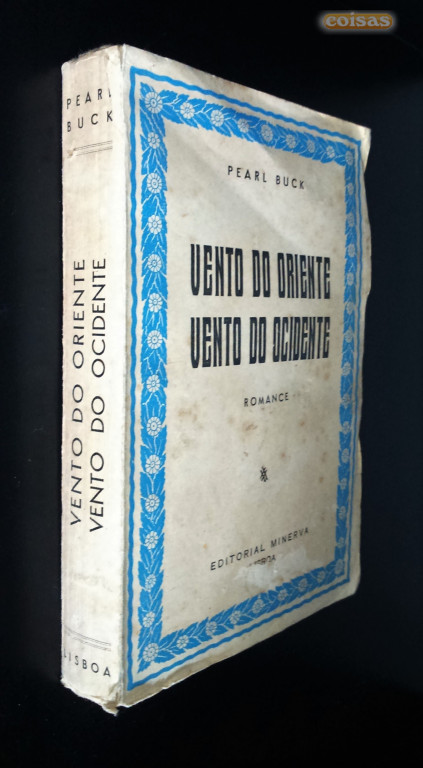 coisas
PEARL
BUCK
VENTO DO ORIENTE
VENTO DO OCIDENTE
LISBOA
PEARL BUCK
VENTO DO ORIENTE
VENTO DO OCIDENTE
ROMANCE
EDITORIAL MINERVA